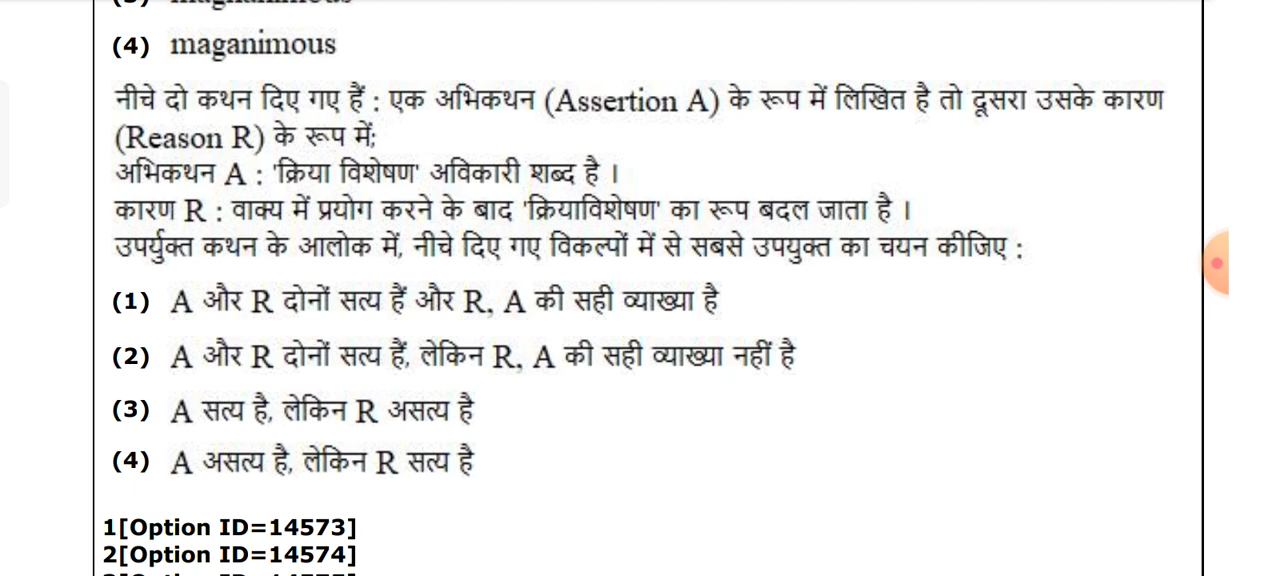 (4) maganimous
नीचे दो कथन दिए गए हैं : एक अभिकथन (Assertion A) के रूप में लिखित है तो दूसरा उसके कारण
(Reason R) के रूप में;
अभिकथन A : 'क्रिया विशेषण' अविकारी शब्द है ।
कारण R : वाक्य में प्रयोग करने के बाद 'क्रियाविशेषण' का रूप बदल जाता है ।
उपर्युक्त कथन के आलोक में, नीचे दिए गए विकल्पों में से सबसे उपयुक्त का चयन कीजिए :
(1) A और R दोनों सत्य हैं और R, A की सही व्याख्या है
(2) A और R दोनों सत्य हैं, लेकिन R, A की सही व्याख्या नहीं है
(3) A सत्य है, लेकिन R असत्य है
(4) A असत्य है, लेकिन R सत्य है
1[Option ID=14573]
2[Option ID=14574]